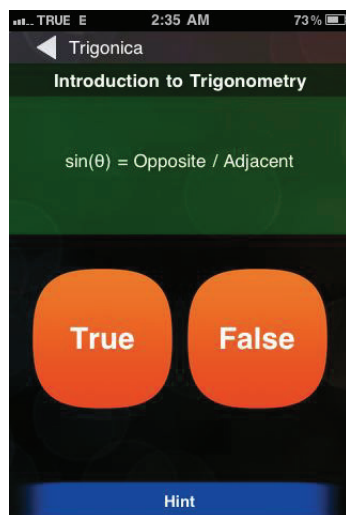 TRUE E 2:35 AM 73%
Trigonica
Introduction to Trigonometry
sin(θ) = Opposite / Adjacent
True False
Hint